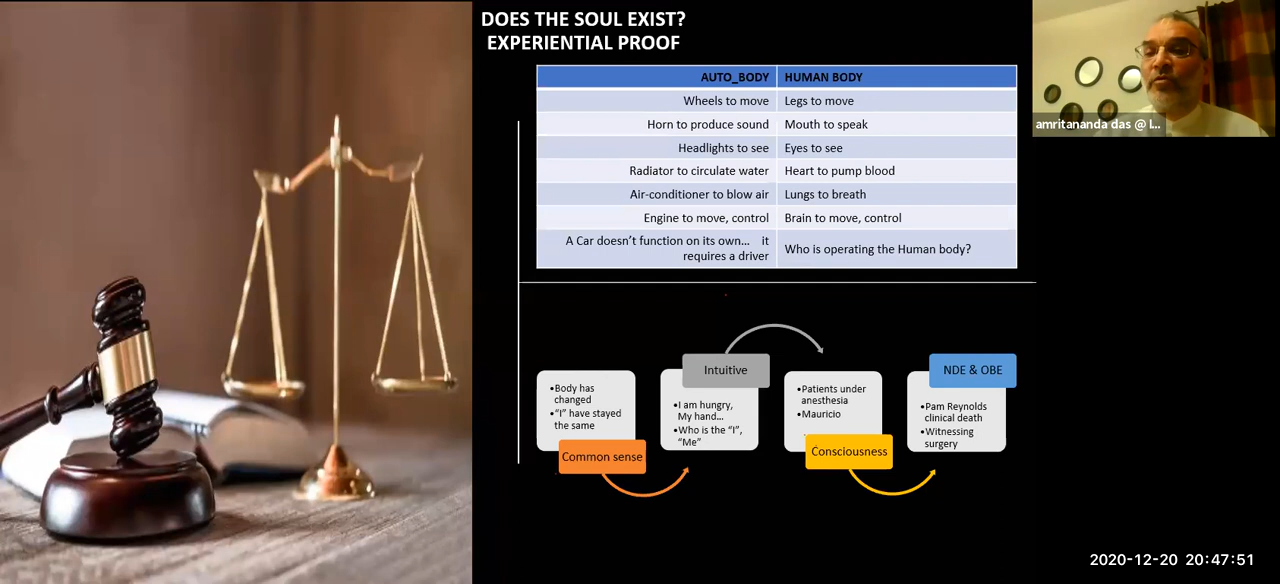 DOES THE SOUL EXIST?
EXPERIENTIAL PROOF
AUTO_BODY HUMAN BODY
Wheels to move Legs to move
Horn to produce sound Mouth to speak
Headlights to see Eyes to see
Radiator to circulate water Heart to pump blood
Air-conditioner to blow air Lungs to breath
Engine to move, control Brain to move, control
A Car doesn't function on its own... it
requires a driver
Who is operating the Human body?
•Body has
changed
•"I" have stayed
the same
Common sense
Intuitive
•I am hungry,
My hand...
•Who is the "I",
"Me"
•Patients under
anesthesia
•Mauricio
Consciousness
NDE & OBE
•Pam Reynolds
clinical death
•Witnessing
surgery
amritananda das @ I...
2020-12-20 20:47:51